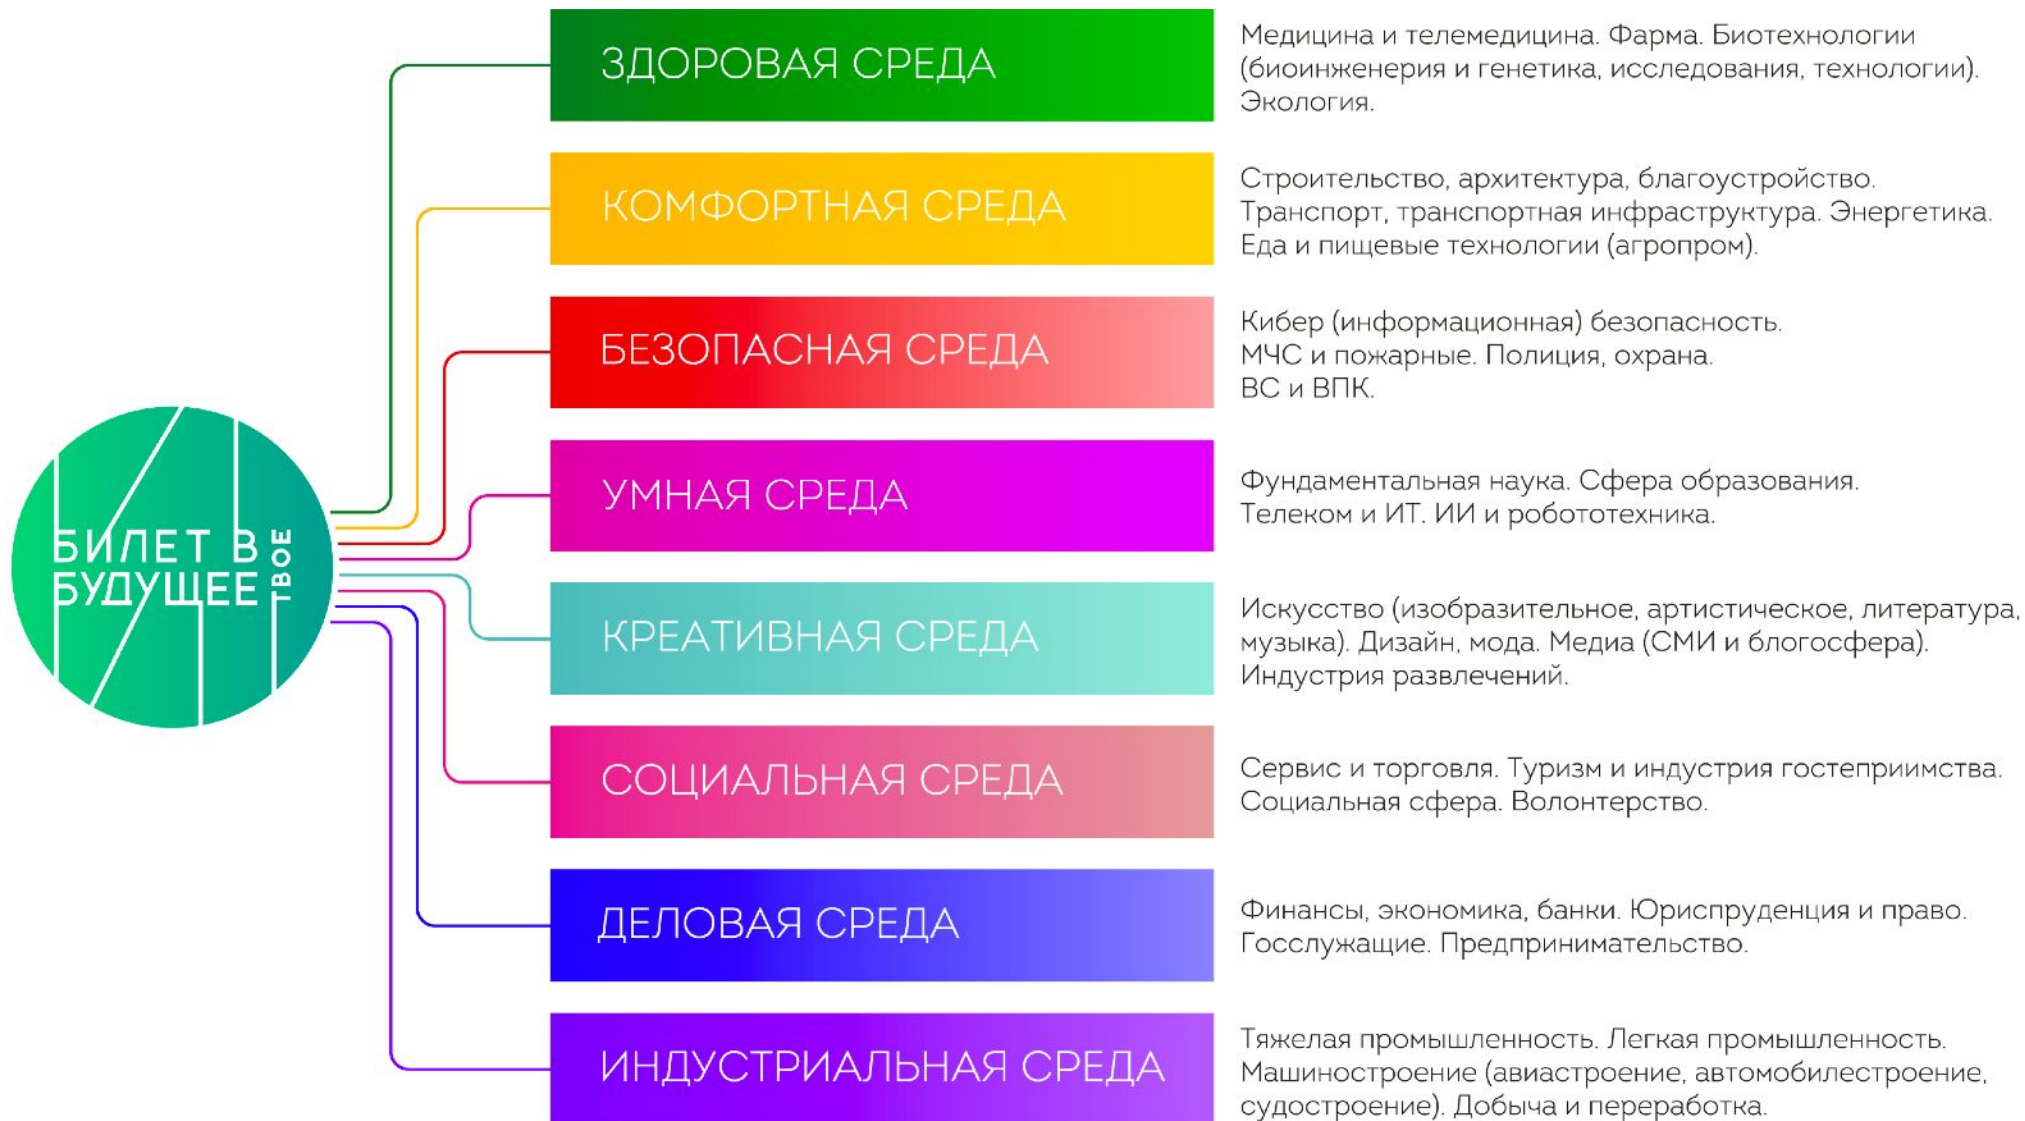 БИЛЕТ В
БУДУЩЕЕ
ТВОЕ
ЗДОРОВАЯ СРЕДА
Медицина и телемедицина. Фарма. Биотехнологии
(биоинженерия и генетика, исследования, технологии).
Экология.
КОМФОРТНАЯ СРЕДА
Строительство, архитектура, благоустройство.
Транспорт, транспортная инфраструктура. Энергетика.
Еда и пищевые технологии (агропром).
БЕЗОПАСНАЯ СРЕДА
Кибер (информационная) безопасность.
МЧС и пожарные. Полиция, охрана.
ВС и ВПК.
УМНАЯ СРЕДА
Фундаментальная наука. Сфера образования.
Телеком и ИТ. ИИ и робототехника.
КРЕАТИВНАЯ СРЕДА
Искусство (изобразительное, артистическое, литература,
музыка). Дизайн, мода. Медиа (СМИ и блогосфера).
Индустрия развлечений.
СОЦИАЛЬНАЯ СРЕДА
Сервис и торговля. Туризм и индустрия гостеприимства.
Социальная сфера. Волонтерство.
ДЕЛОВАЯ СРЕДА
Финансы, экономика, банки. Юриспруденция и право.
Госслужащие. Предпринимательство.
ИНДУСТРИАЛЬНАЯ СРЕДА
Тяжелая промышленность. Легкая промышленность.
Машиностроение (авиастроение, автомобилестроение,
судостроение). Добыча и переработка.